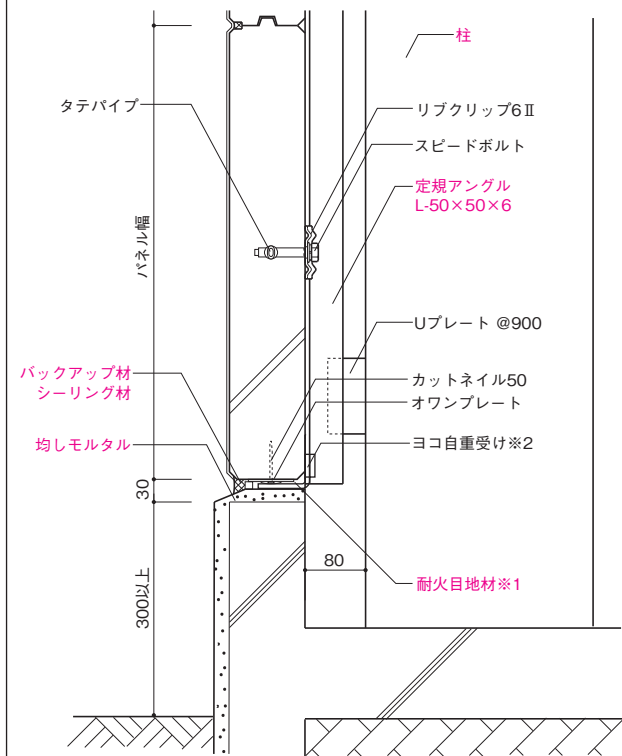 柱
タテパイプ
リブクリップ6Ⅱ
スピードボルト
定規アングル
L-50×50×6
パネル幅
Uプレート @900
バックアップ材
シーリング材
カットネイル50
オワンプレート
均しモルタル
ヨコ自重受け※2
30
80
耐火目地材※1
300以上